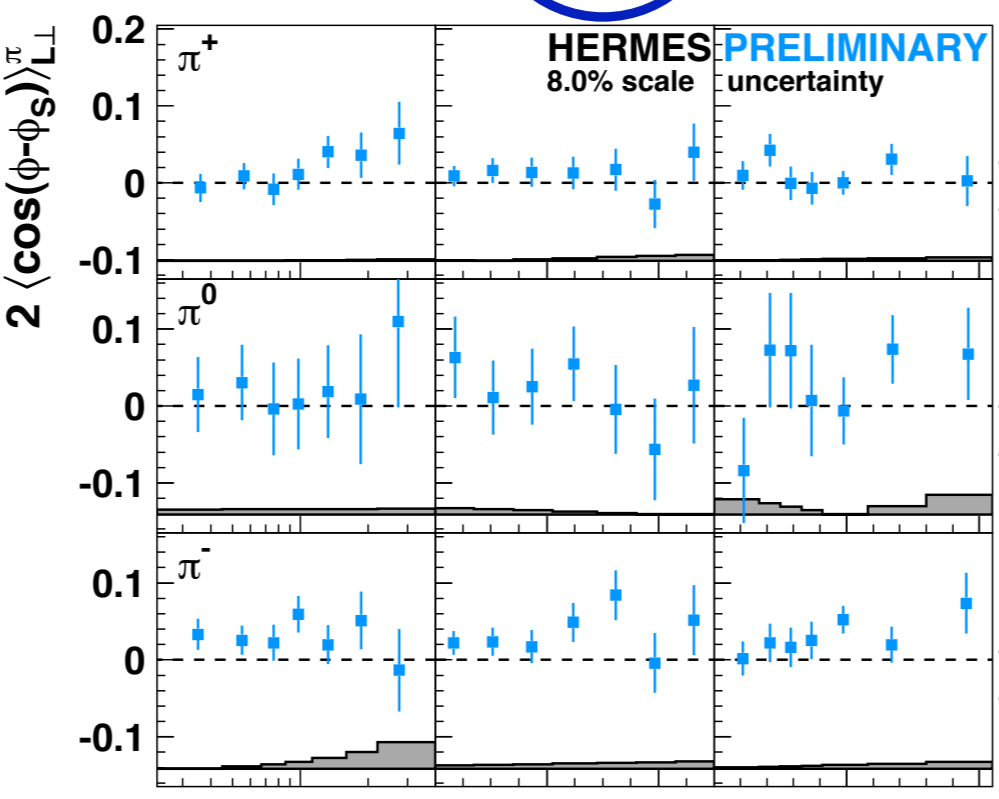 2 ⟨cos(ϕ-ϕS)⟩πL⊥
0.2
0.1
0
-0.1
π+
HERMES PRELIMINARY
8.0% scale uncertainty
0.1
0
-0.1
π0
0.1
0
-0.1
π-